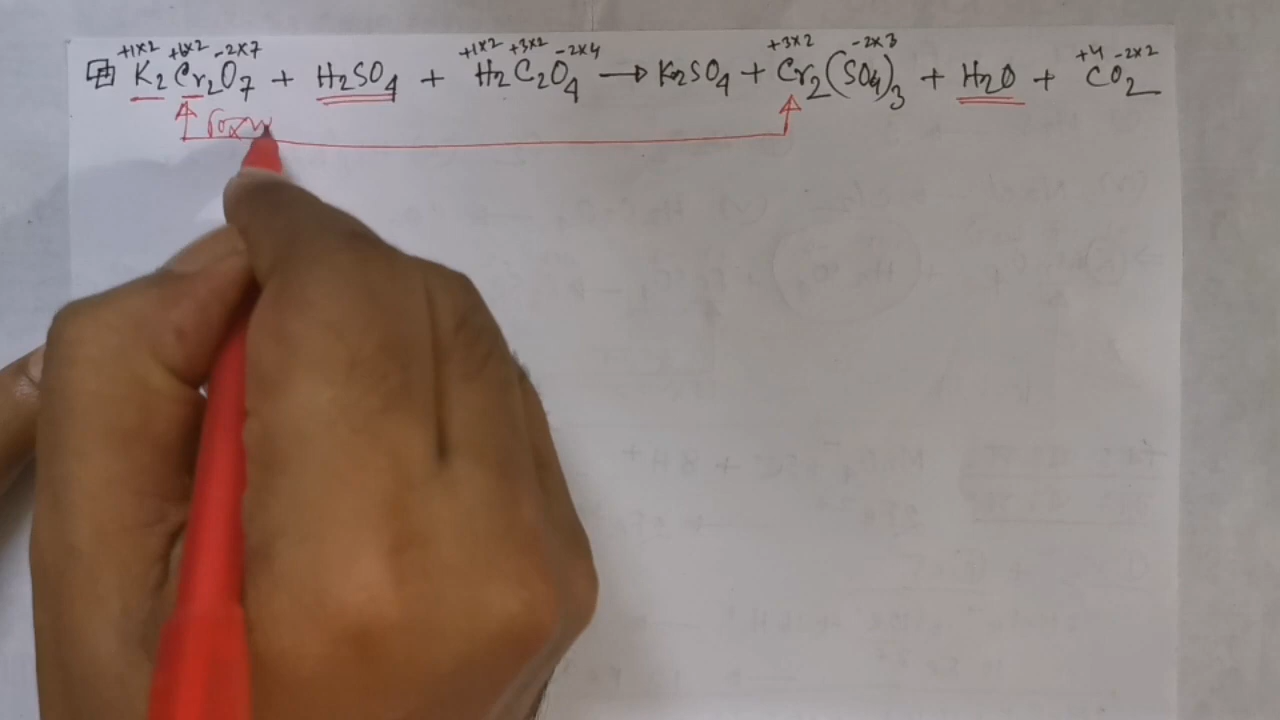 +1×2 +6×2 -2×7 +1×2 +3×2 -2×4 +3×2 -2×3 +4 -2×2
K₂Cr₂O₇ + H₂SO₄ + H₂C₂O₄ → K₂SO₄ + Cr₂(SO₄)₃ + H₂O + CO₂